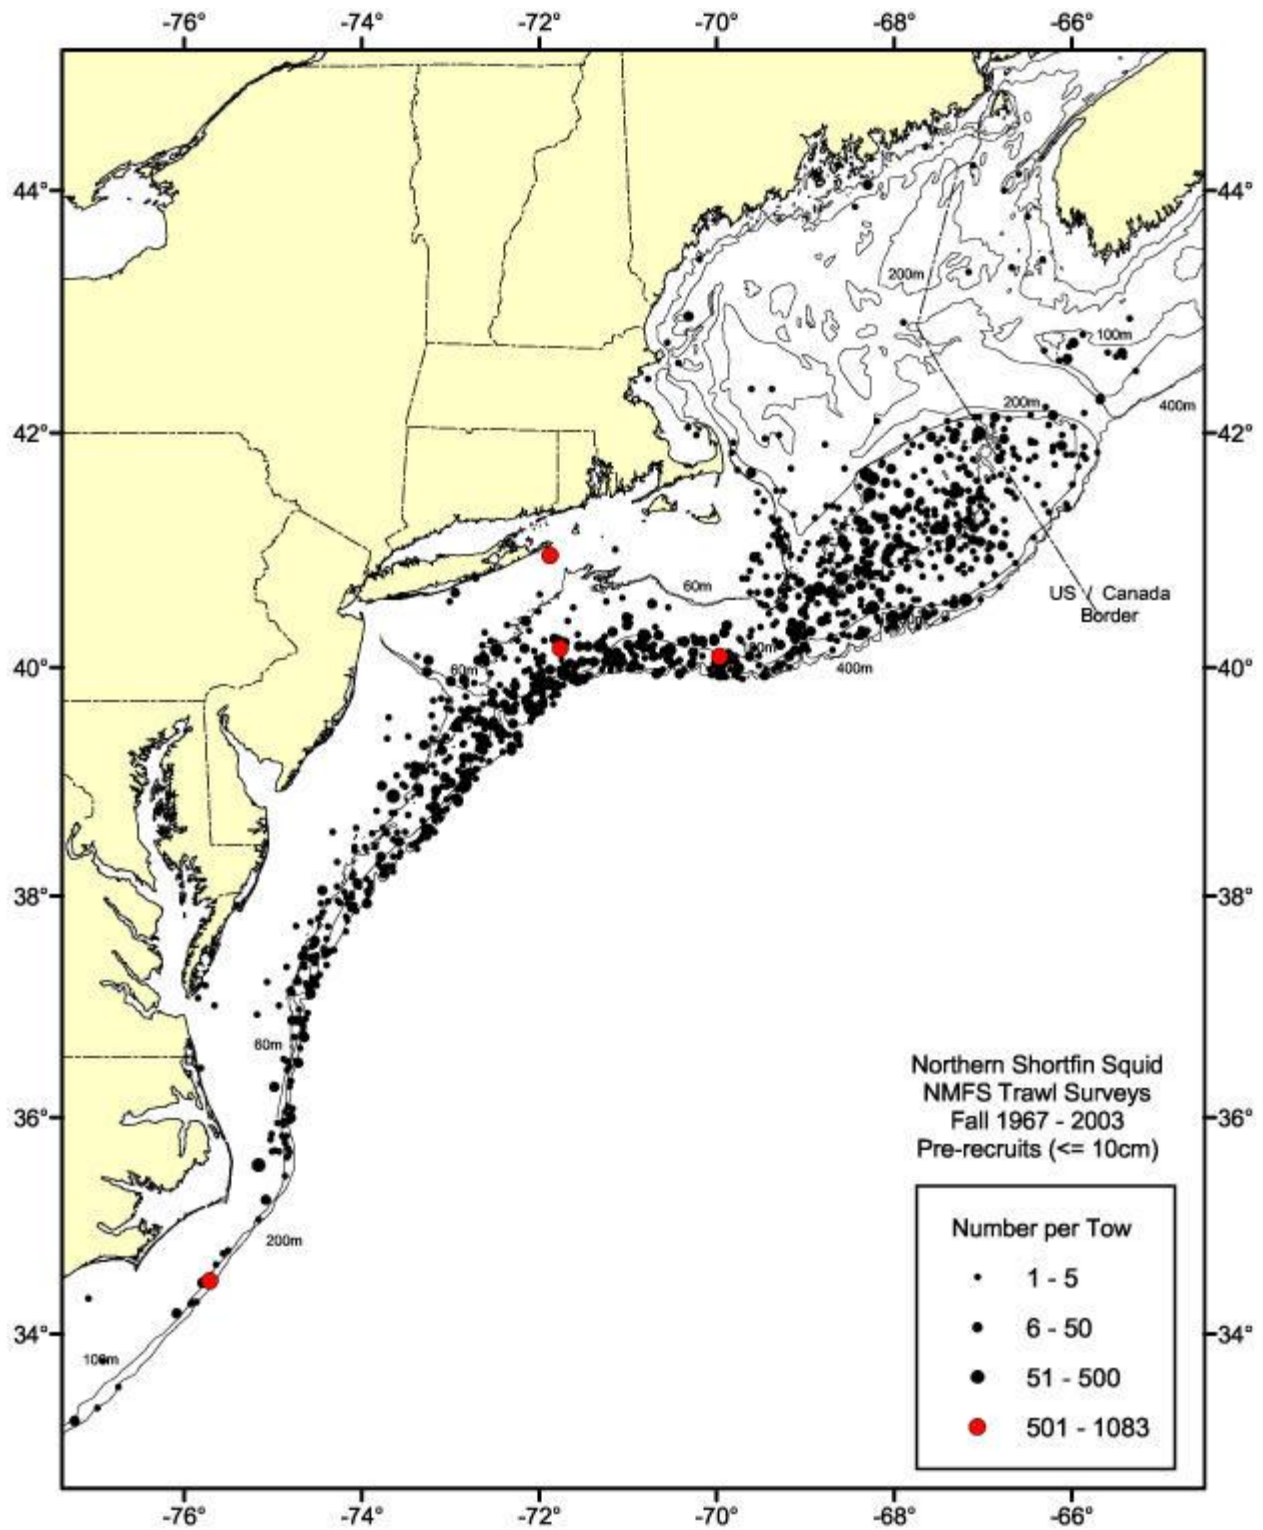 -76° -74° -72° -70° -68° -66°
44° 44°
200m
100m
200m
400m
42° 42°
60m
US / Canada
Border
40° 60m 400m 40°
38° 38°
60m
Northern Shortfin Squid
NMFS Trawl Surveys
Fall 1967 - 2003
Pre-recruits (<= 10cm)
36° 36°
Number per Tow
200m
1 - 5
6 - 50
34° 34°
100m
51 - 500
501 - 1083
-76° -74° -72° -70° -68° -66°